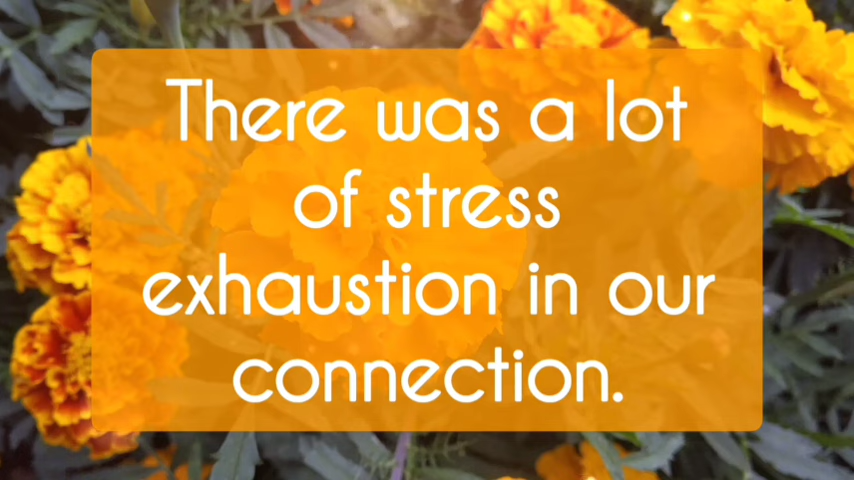 There was a lot
of stress
exhaustion in our
connection.